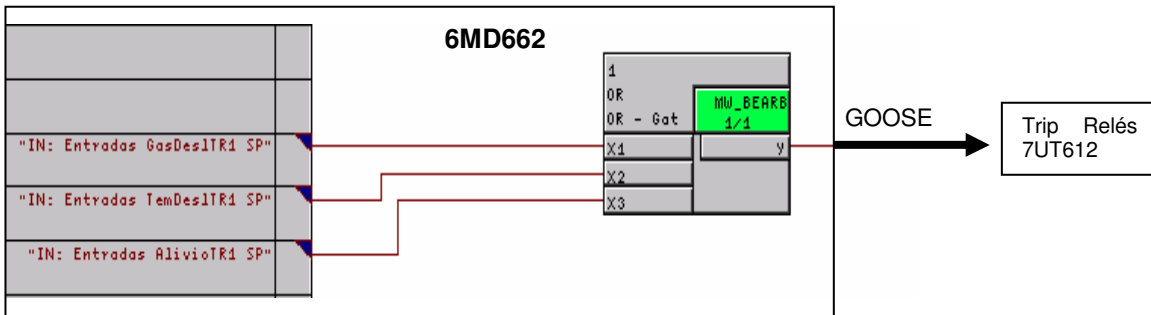 6MD662
1
OR
OR - Gat
MW_BEARB
1/1
X1
y
X2
X3
"IN: Entradas GasDeslTR1 SP"
"IN: Entradas TemDeslTR1 SP"
"IN: Entradas AlivioTR1 SP"
GOOSE
Trip Relés
7UT612